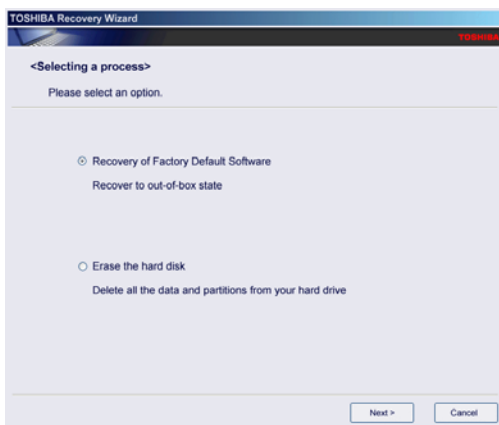 TOSHIBA Recovery Wizard
TOSHIBA
<Selecting a process>
Please select an option.
Recovery of Factory Default Software
Recover to out-of-box state
Erase the hard disk
Delete all the data and partitions from your hard drive
Next >
Cancel